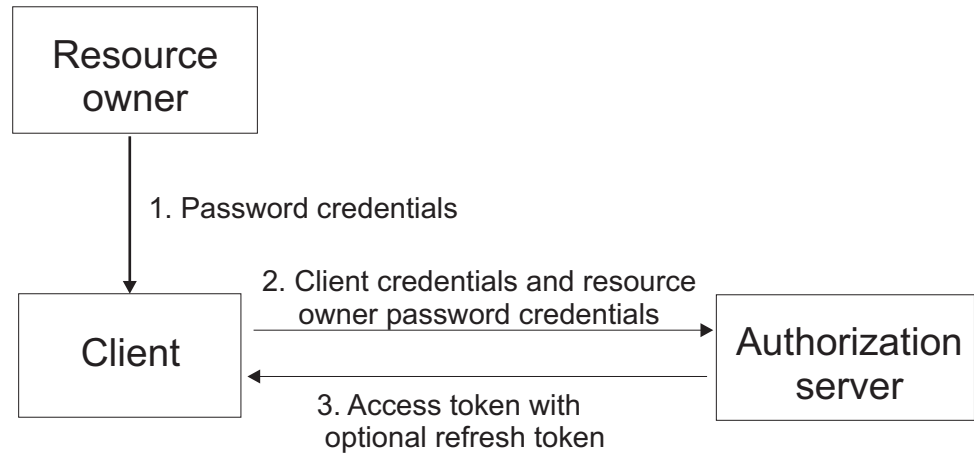 Resource
owner
1. Password credentials
2. Client credentials and resource
owner password credentials
Client
Authorization
server
3. Access token with
optional refresh token